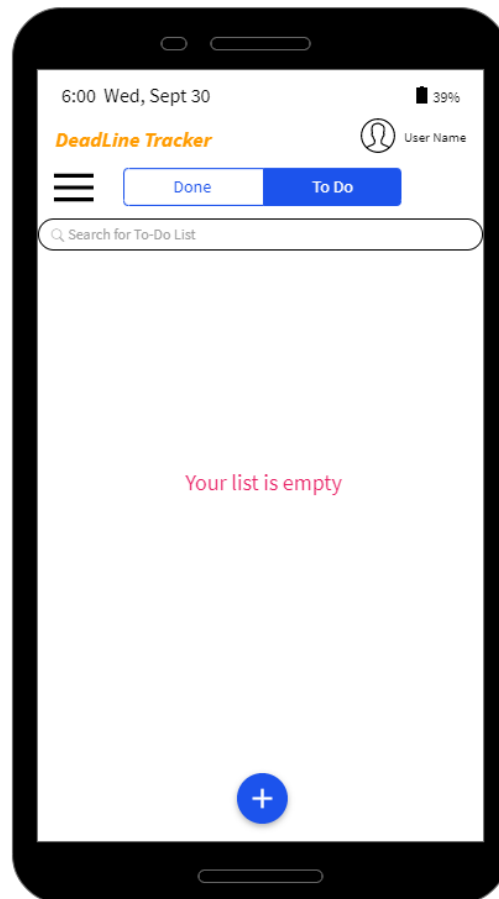 6:00 Wed, Sept 30 39%
DeadLine Tracker User Name
Done To Do
Search for To-Do List
Your list is empty
+